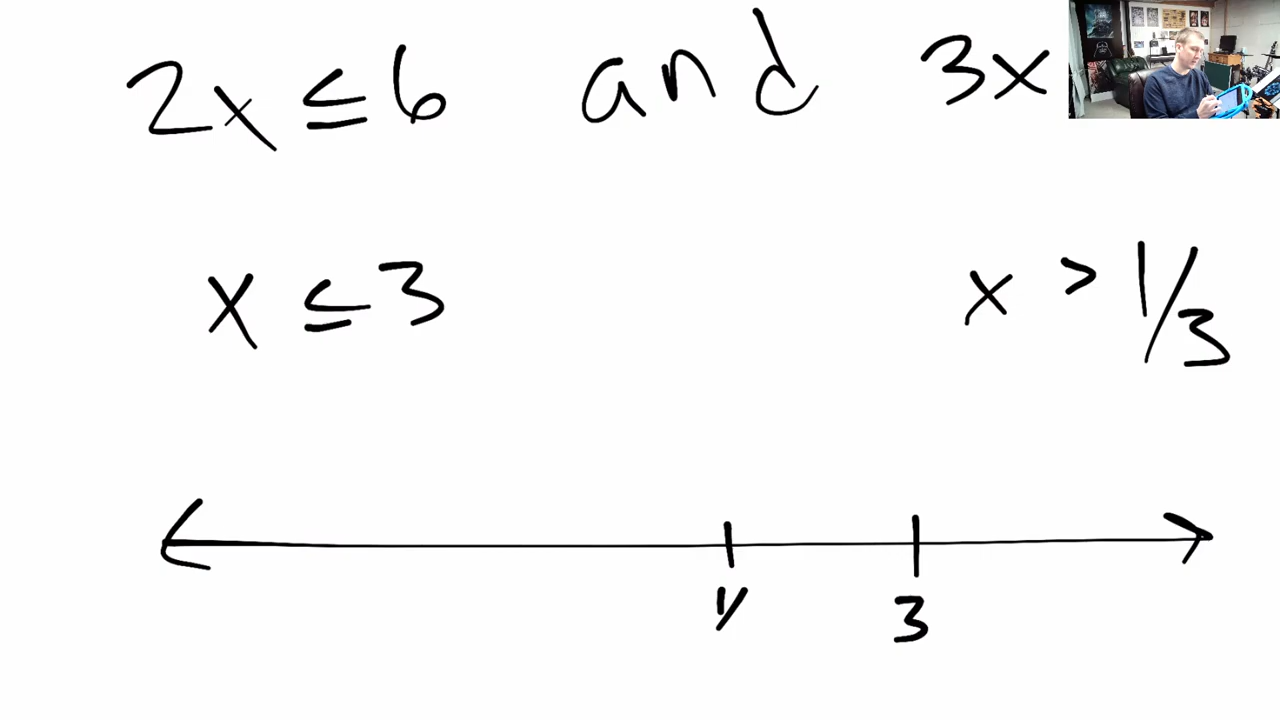 2x ≤ 6 and 3x
x ≤ 3 x > 1/3
1/ 3